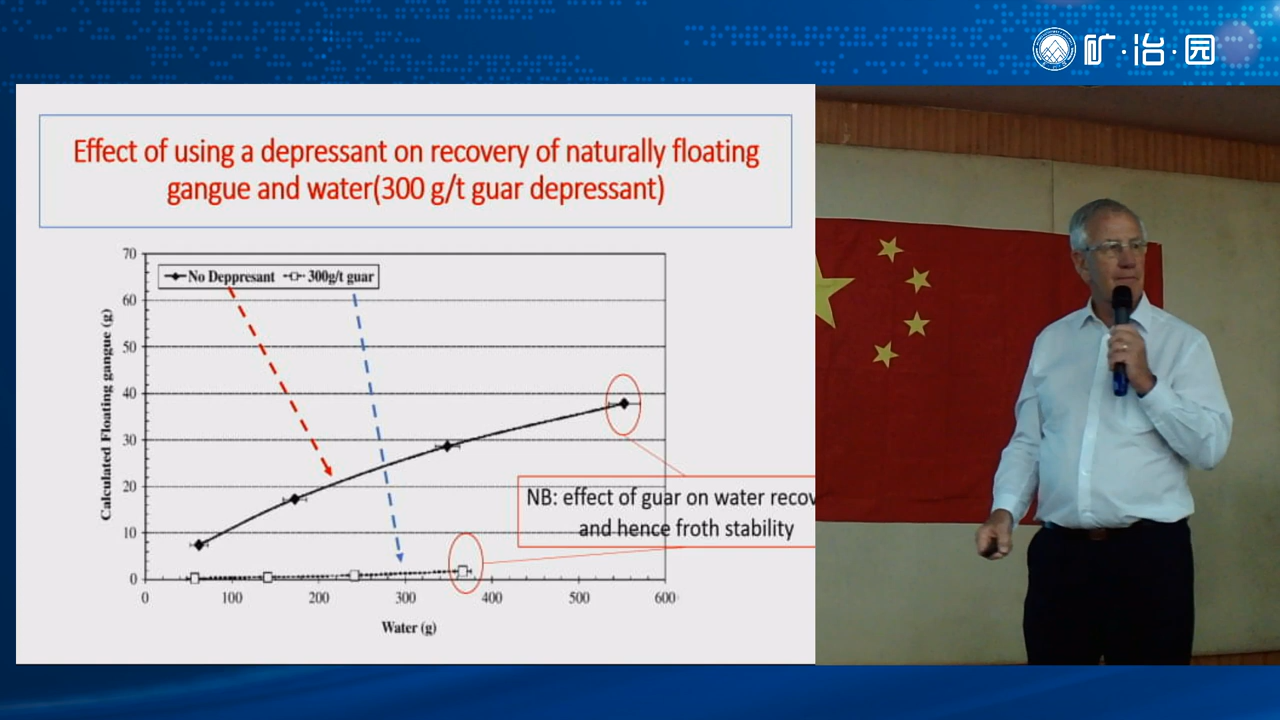 矿·冶·园
Effect of using a depressant on recovery of naturally floating
gangue and water(300 g/t guar depressant)
No Deppresant 300g/t guar
Calculated Floating gangue (g)
70
60
50
40
30
20
10
0
NB: effect of guar on water recov
and hence froth stability
0 100 200 300 400 500 600
Water (g)